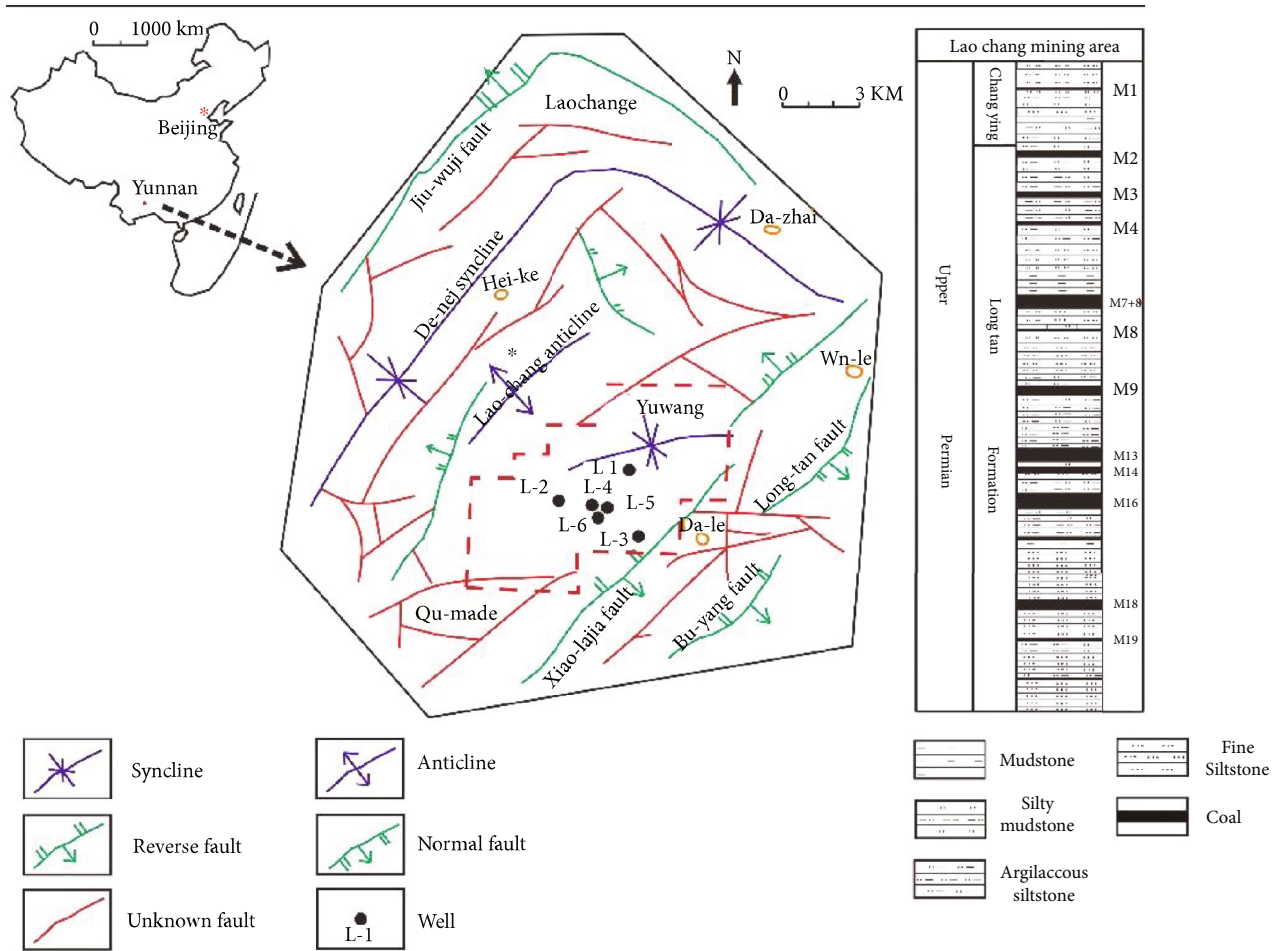 0 1000 km
Beijing
Yunnan
N
0 3 KM
Laochange
Jiu-wuji fault
Da-zhai
De-nej syncline
Hei-ke
Lao-chang anticline
*
Wn-le
Yuwang
L 1
L-2
L-4
L-5
L-6
L-3
Long-tan fault
Da-le
Qu-made
Xiao-lajia fault
Bu-yang fault
Lao chang mining area
Upper
Permian
Chang ying
Long tan
Formation
M1
M2
M3
M4
M7+8
M8
M9
M13
M14
M16
M18
M19
Syncline
Anticline
Reverse fault
Normal fault
Unknown fault
L-1
Well
Mudstone
Fine
Siltstone
Silty
mudstone
Coal
Argilaccous
siltstone